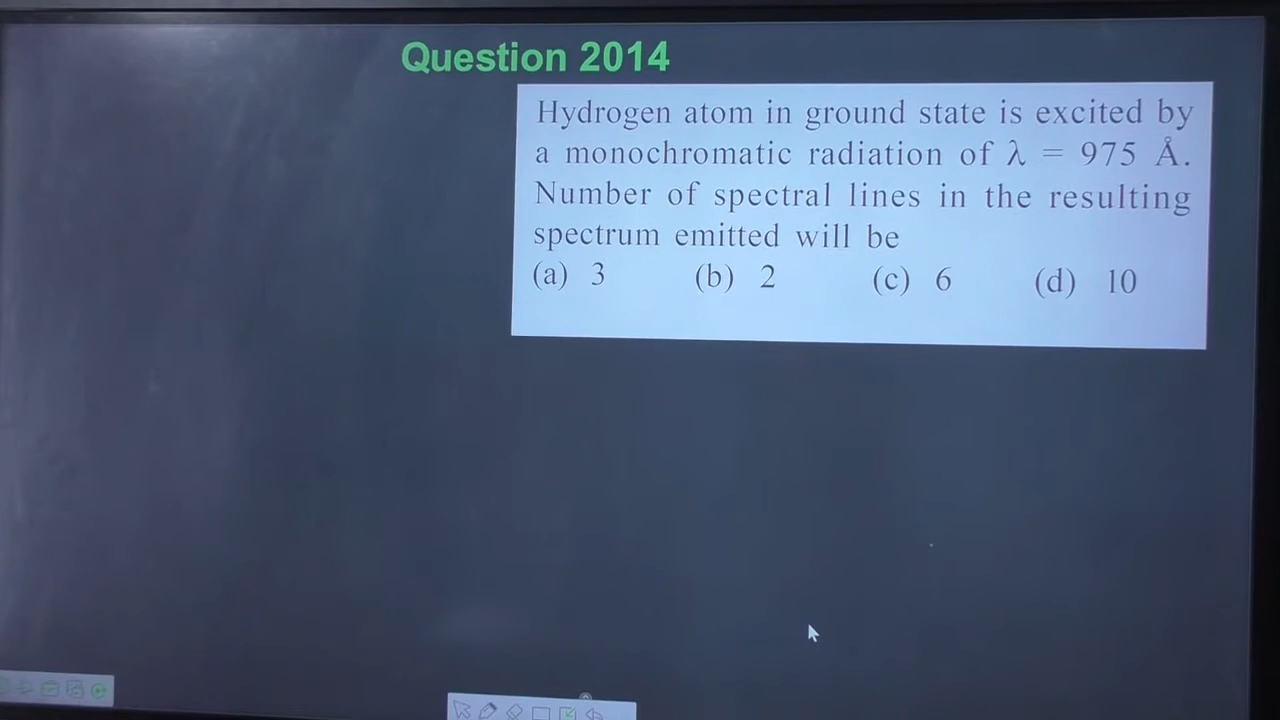 Question 2014
Hydrogen atom in ground state is excited by
a monochromatic radiation of λ = 975 Å.
Number of spectral lines in the resulting
spectrum emitted will be
(a) 3 (b) 2 (c) 6 (d) 10